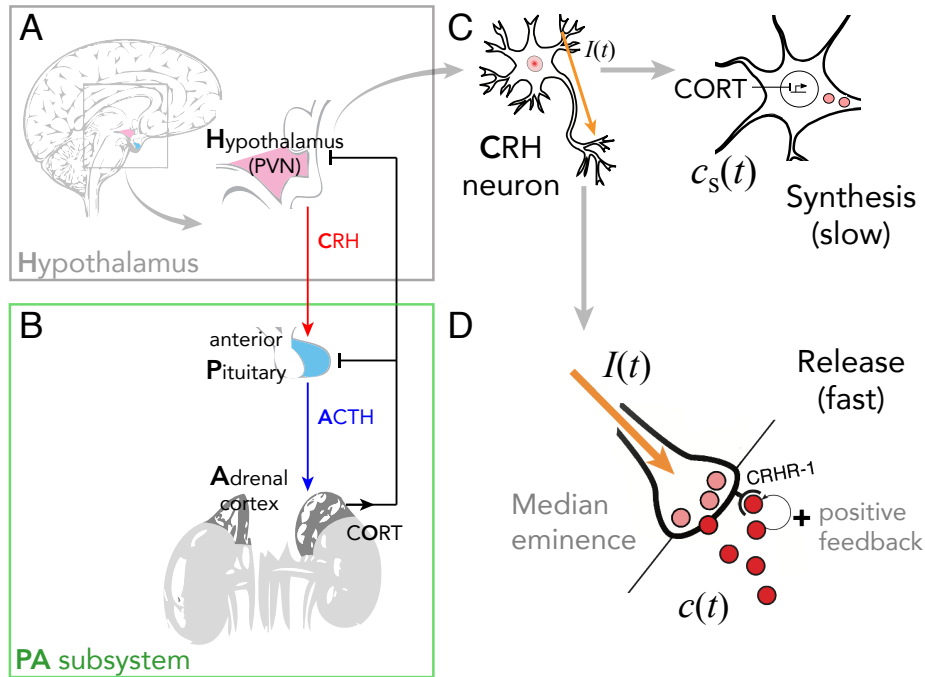 A
Hypothalamus
(PVN)
CRH
Hypothalamus
B
anterior
Pituitary
ACTH
Adrenal
cortex
CORT
PA subsystem
C
I(t)
CRH
neuron
CORT
cs(t)
Synthesis
(slow)
D
I(t)
Release
(fast)
CRHR-1
Median
eminence
+ positive
feedback
c(t)